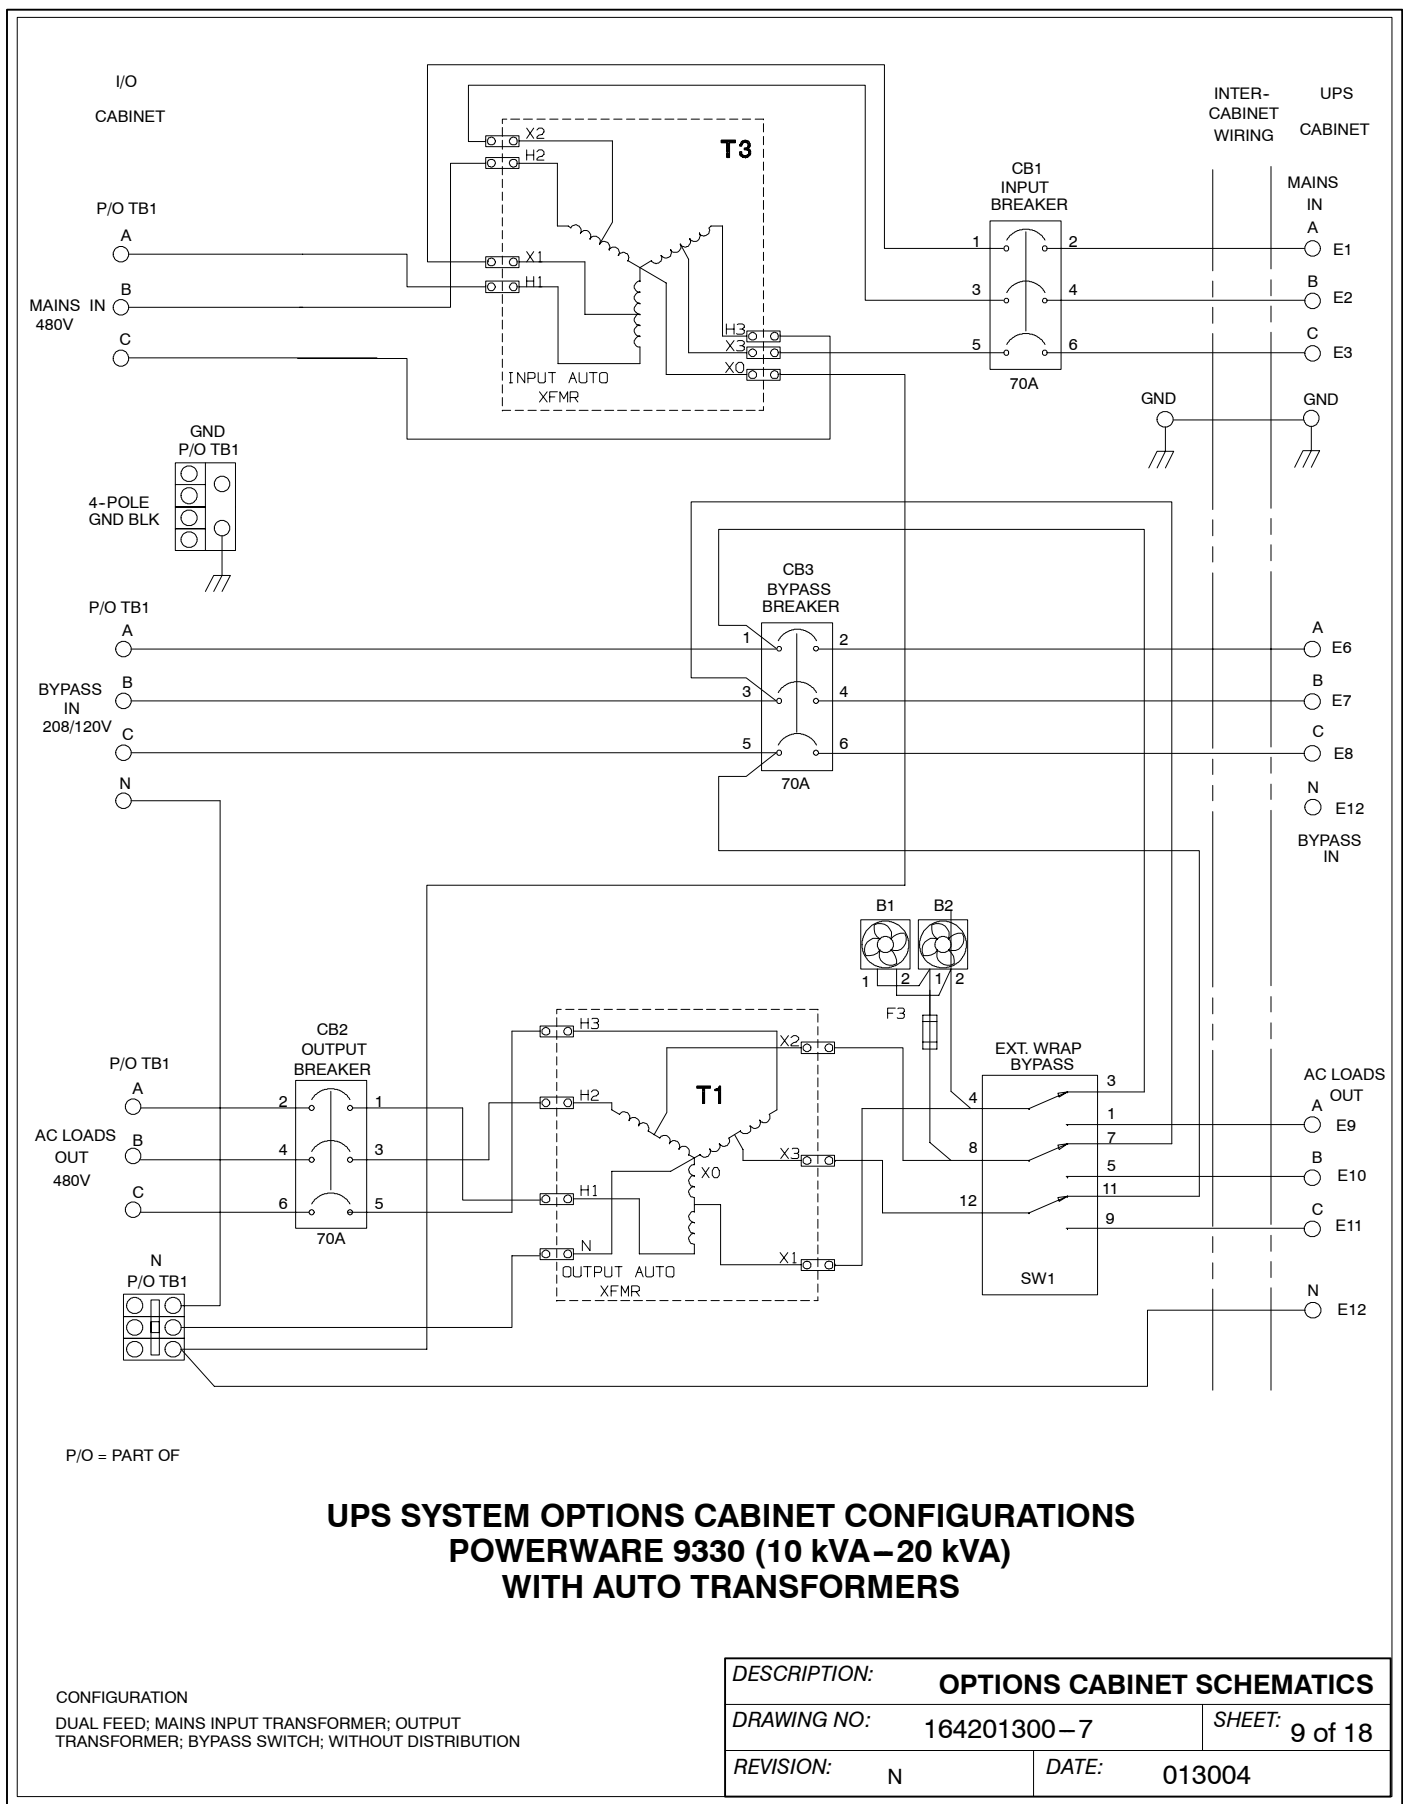 I/O
CABINET
INTER-
CABINET
WIRING
UPS
CABINET
X2
H2
T3
CB1
INPUT
BREAKER
MAINS
IN
P/O TB1
A
1
2
A
E1
X1
H1
MAINS IN
480V
B
3
4
B
E2
C
H3
X3
X0
5
6
C
E3
INPUT AUTO
XFMR
70A
GND
GND
GND
P/O TB1
4-POLE
GND BLK
CB3
BYPASS
BREAKER
P/O TB1
A
1
2
A
E6
BYPASS
IN
208/120V
B
3
4
B
E7
C
5
6
C
E8
70A
N
N
E12
BYPASS
IN
B1
B2
1
2
1
2
F3
CB2
OUTPUT
BREAKER
H3
X2
EXT. WRAP
BYPASS
P/O TB1
A
2
1
H2
T1
4
3
1
AC LOADS
OUT
A
E9
AC LOADS
OUT
480V
B
4
3
X3
X0
8
7
5
B
E10
C
6
5
H1
12
11
9
C
E11
70A
N
X1
OUTPUT AUTO
XFMR
SW1
N
P/O TB1
N
E12
P/O = PART OF
UPS SYSTEM OPTIONS CABINET CONFIGURATIONS
POWERWARE 9330 (10 kVA–20 kVA)
WITH AUTO TRANSFORMERS
CONFIGURATION
DUAL FEED; MAINS INPUT TRANSFORMER; OUTPUT
TRANSFORMER; BYPASS SWITCH; WITHOUT DISTRIBUTION
DESCRIPTION: OPTIONS CABINET SCHEMATICS
DRAWING NO: 164201300–7 SHEET: 9 of 18
REVISION: N DATE: 013004